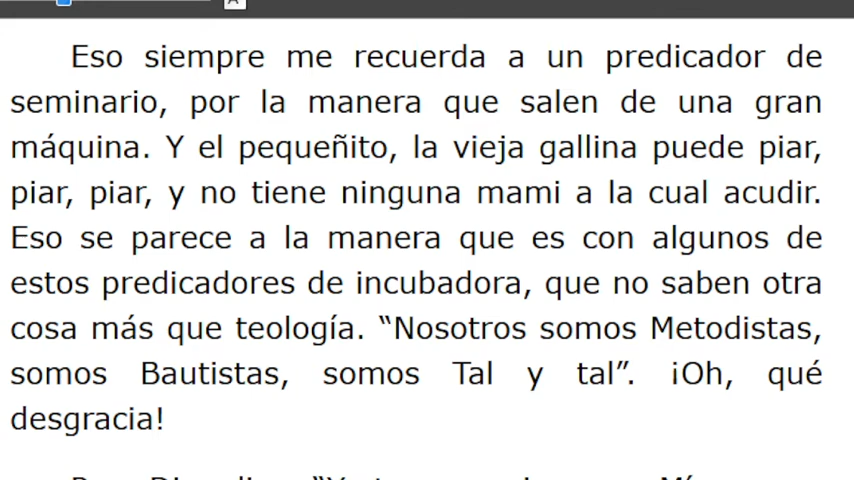 Eso siempre me recuerda a un predicador de
seminario, por la manera que salen de una gran
máquina. Y el pequeñito, la vieja gallina puede piar,
piar, piar, y no tiene ninguna mami a la cual acudir.
Eso se parece a la manera que es con algunos de
estos predicadores de incubadora, que no saben otra
cosa más que teología. “Nosotros somos Metodistas,
somos Bautistas, somos Tal y tal”. ¡Oh, qué
desgracia!